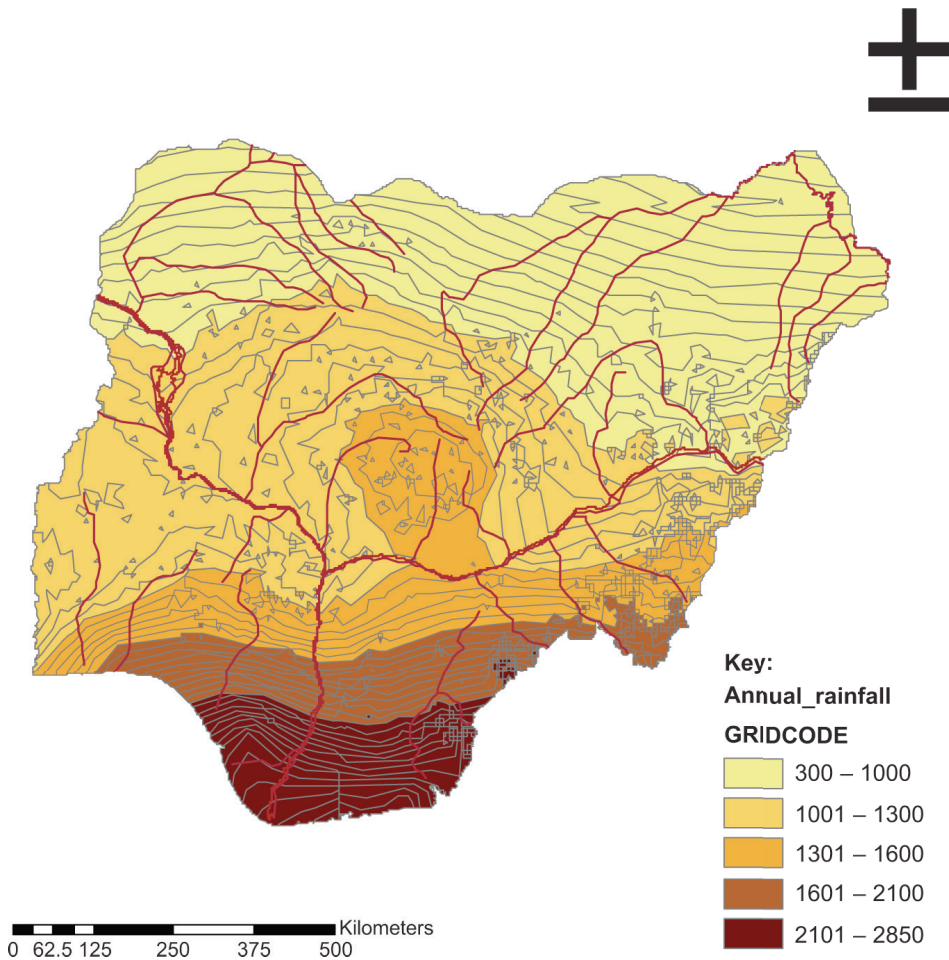 Key:
Annual_rainfall
GRIDCODE
300 – 1000
1001 – 1300
1301 – 1600
1601 – 2100
2101 – 2850
Kilometers
0 62.5 125 250 375 500